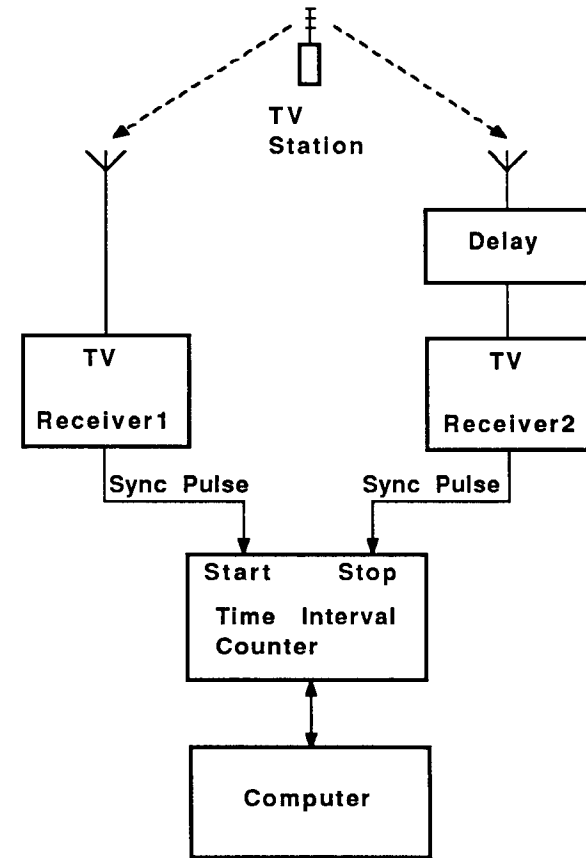 TV
Station
Delay
TV
Receiver1
TV
Receiver2
Sync Pulse
Sync Pulse
Start Stop
Time Interval
Counter
Computer